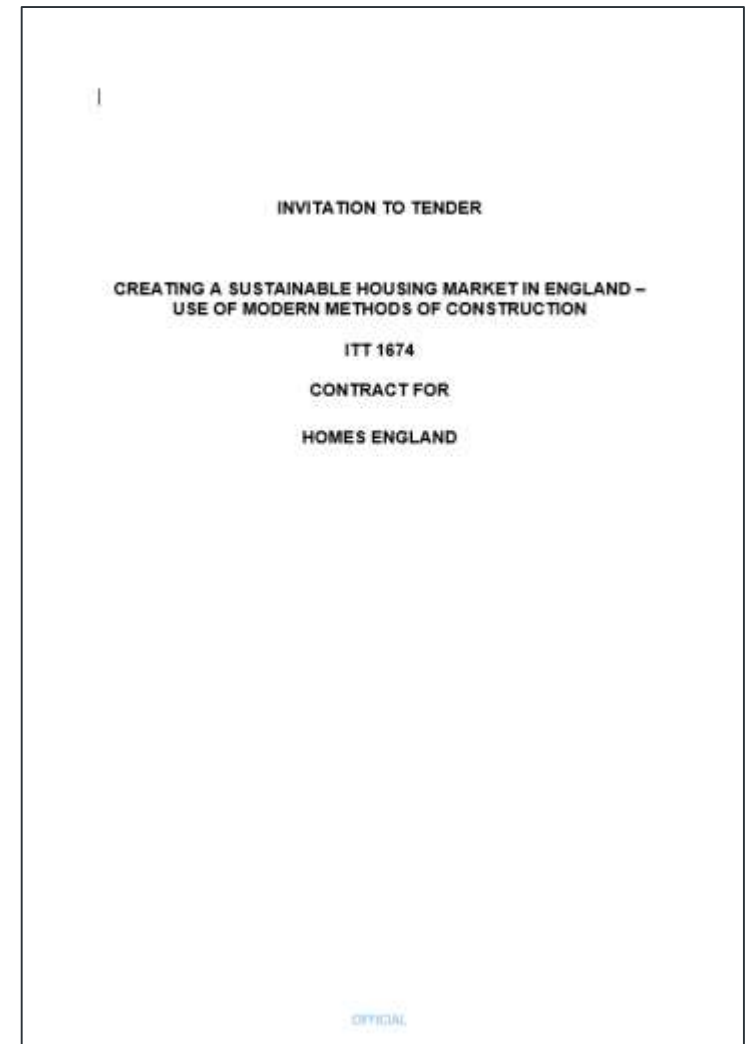 INVITATION TO TENDER
CREATING A SUSTAINABLE HOUSING MARKET IN ENGLAND –
USE OF MODERN METHODS OF CONSTRUCTION
ITT 1674
CONTRACT FOR
HOMES ENGLAND
OFFICIAL